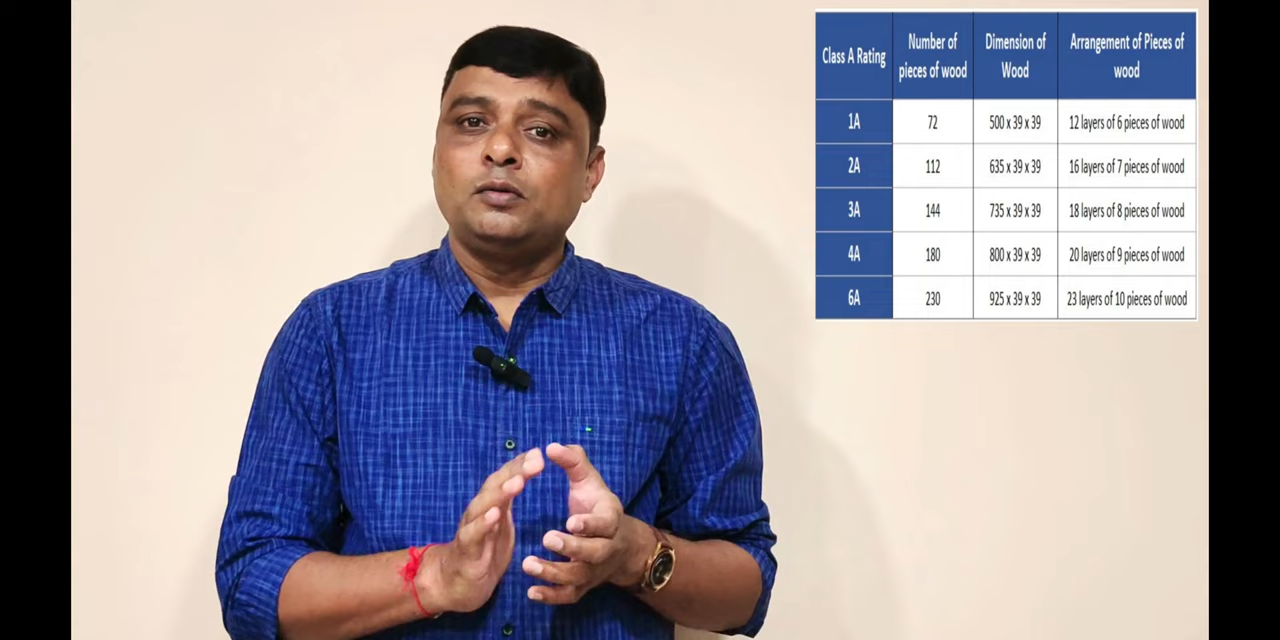 Class A Rating Number of pieces of wood Dimension of Wood Arrangement of Pieces of wood
1A 72 500 x 39 x 39 12 layers of 6 pieces of wood
2A 112 635 x 39 x 39 16 layers of 7 pieces of wood
3A 144 735 x 39 x 39 18 layers of 8 pieces of wood
4A 180 800 x 39 x 39 20 layers of 9 pieces of wood
6A 230 925 x 39 x 39 23 layers of 10 pieces of wood